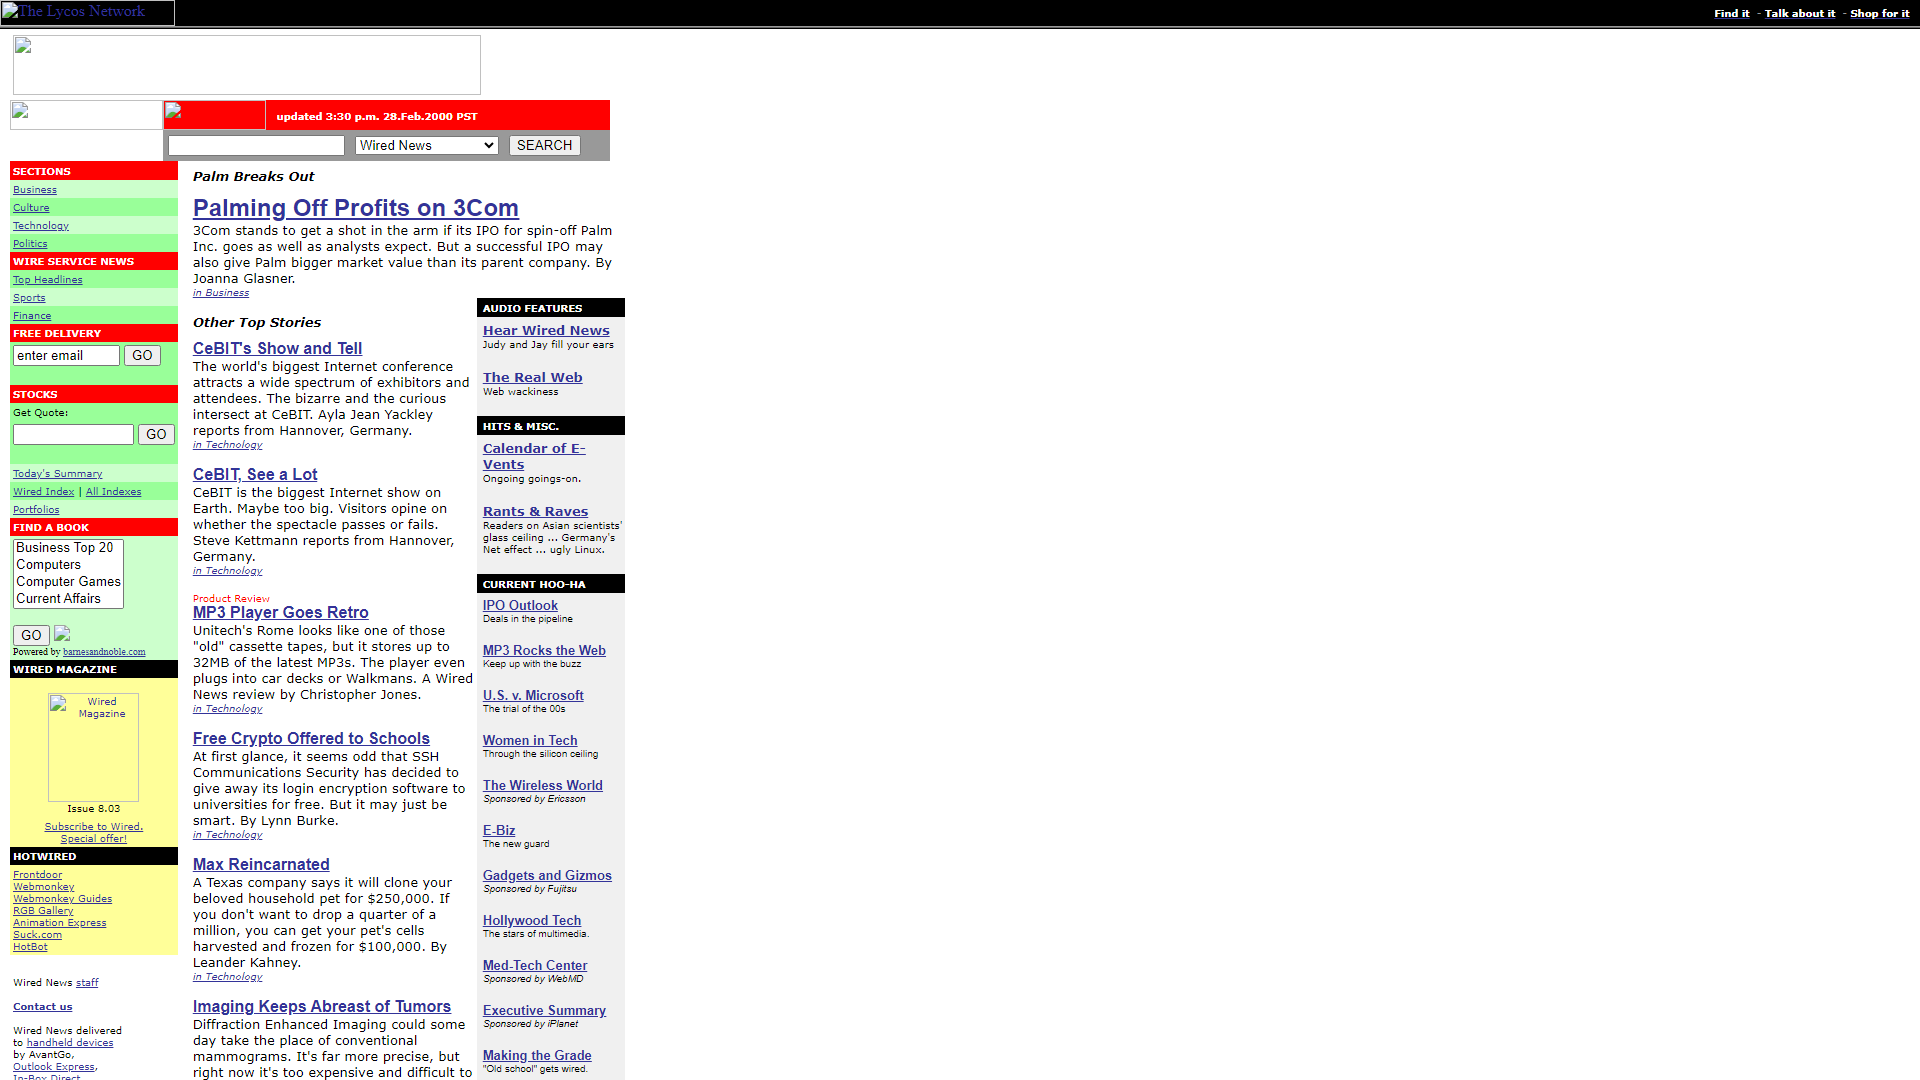 The Lycos Network
Find it - Talk about it - Shop for it
updated 3:30 p.m. 28.Feb.2000 PST
Wired News
SEARCH
SECTIONS
Business
Culture
Technology
Politics
WIRE SERVICE NEWS
Top Headlines
Sports
Finance
FREE DELIVERY
enter email GO
STOCKS
Get Quote:
GO
Today's Summary
Wired Index | All Indexes
Portfolios
FIND A BOOK
Business Top 20
Computers
Computer Games
Current Affairs
GO
Powered by barnesandnoble.com
WIRED MAGAZINE
Wired
Magazine
Issue 8.03
Subscribe to Wired.
Special offer!
HOTWIRED
Frontdoor
Webmonkey
Webmonkey Guides
RGB Gallery
Animation Express
Suck.com
HotBot
Wired News staff
Contact us
Wired News delivered
to handheld devices
by AvantGo,
Outlook Express,
In-Box Direct
Palm Breaks Out
Palming Off Profits on 3Com
3Com stands to get a shot in the arm if its IPO for spin-off Palm
Inc. goes as well as analysts expect. But a successful IPO may
also give Palm bigger market value than its parent company. By
Joanna Glasner.
in Business
Other Top Stories
CeBIT's Show and Tell
The world's biggest Internet conference
attracts a wide spectrum of exhibitors and
attendees. The bizarre and the curious
intersect at CeBIT. Ayla Jean Yackley
reports from Hannover, Germany.
in Technology
CeBIT, See a Lot
CeBIT is the biggest Internet show on
Earth. Maybe too big. Visitors opine on
whether the spectacle passes or fails.
Steve Kettmann reports from Hannover,
Germany.
in Technology
Product Review
MP3 Player Goes Retro
Unitech's Rome looks like one of those
"old" cassette tapes, but it stores up to
32MB of the latest MP3s. The player even
plugs into car decks or Walkmans. A Wired
News review by Christopher Jones.
in Technology
Free Crypto Offered to Schools
At first glance, it seems odd that SSH
Communications Security has decided to
give away its login encryption software to
universities for free. But it may just be
smart. By Lynn Burke.
in Technology
Max Reincarnated
A Texas company says it will clone your
beloved household pet for $250,000. If
you don't want to drop a quarter of a
million, you can get your pet's cells
harvested and frozen for $100,000. By
Leander Kahney.
in Technology
Imaging Keeps Abreast of Tumors
Diffraction Enhanced Imaging could some
day take the place of conventional
mammograms. It's far more precise, but
right now it's too expensive and difficult to
AUDIO FEATURES
Hear Wired News
Judy and Jay fill your ears
The Real Web
Web wackiness
HITS & MISC.
Calendar of E-
Vents
Ongoing goings-on.
Rants & Raves
Readers on Asian scientists'
glass ceiling ... Germany's
Net effect ... ugly Linux.
CURRENT HOO-HA
IPO Outlook
Deals in the pipeline
MP3 Rocks the Web
Keep up with the buzz
U.S. v. Microsoft
The trial of the 00s
Women in Tech
Through the silicon ceiling
The Wireless World
Sponsored by Ericsson
E-Biz
The new guard
Gadgets and Gizmos
Sponsored by Fujitsu
Hollywood Tech
The stars of multimedia.
Med-Tech Center
Sponsored by WebMD
Executive Summary
Sponsored by iPlanet
Making the Grade
"Old school" gets wired.